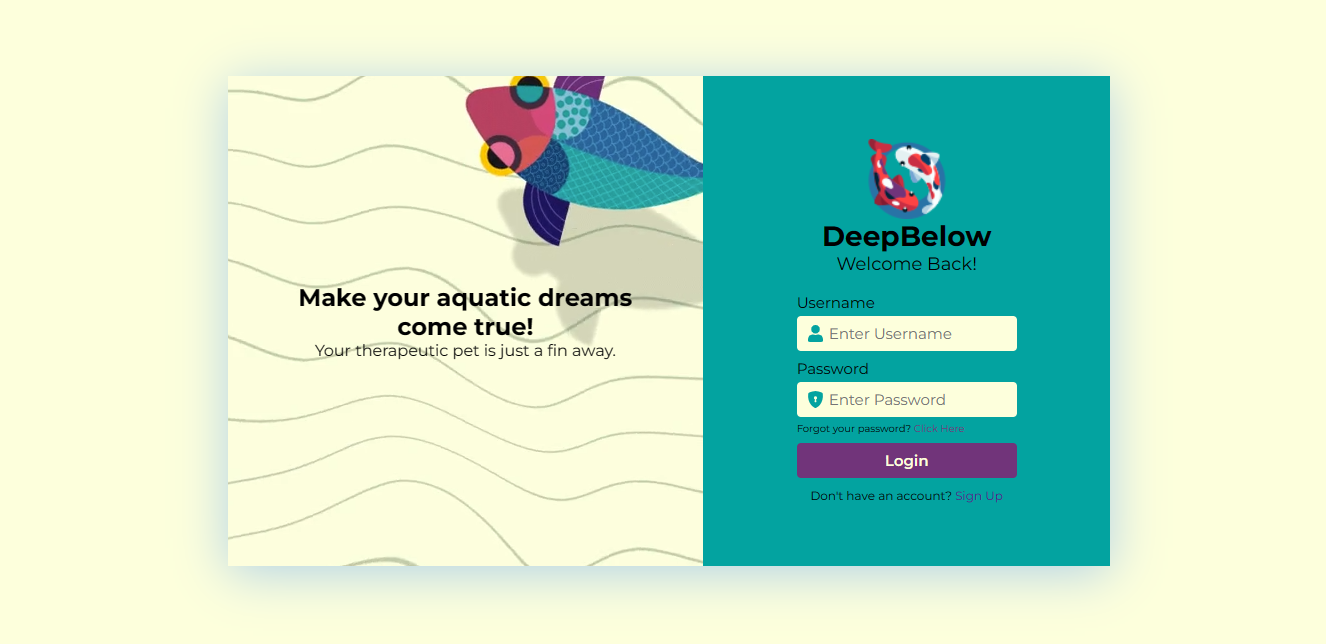 Make your aquatic dreams
come true!
Your therapeutic pet is just a fin away.
DeepBelow
Welcome Back!
Username
Enter Username
Password
Enter Password
Forgot your password? Click Here
Login
Don't have an account? Sign Up